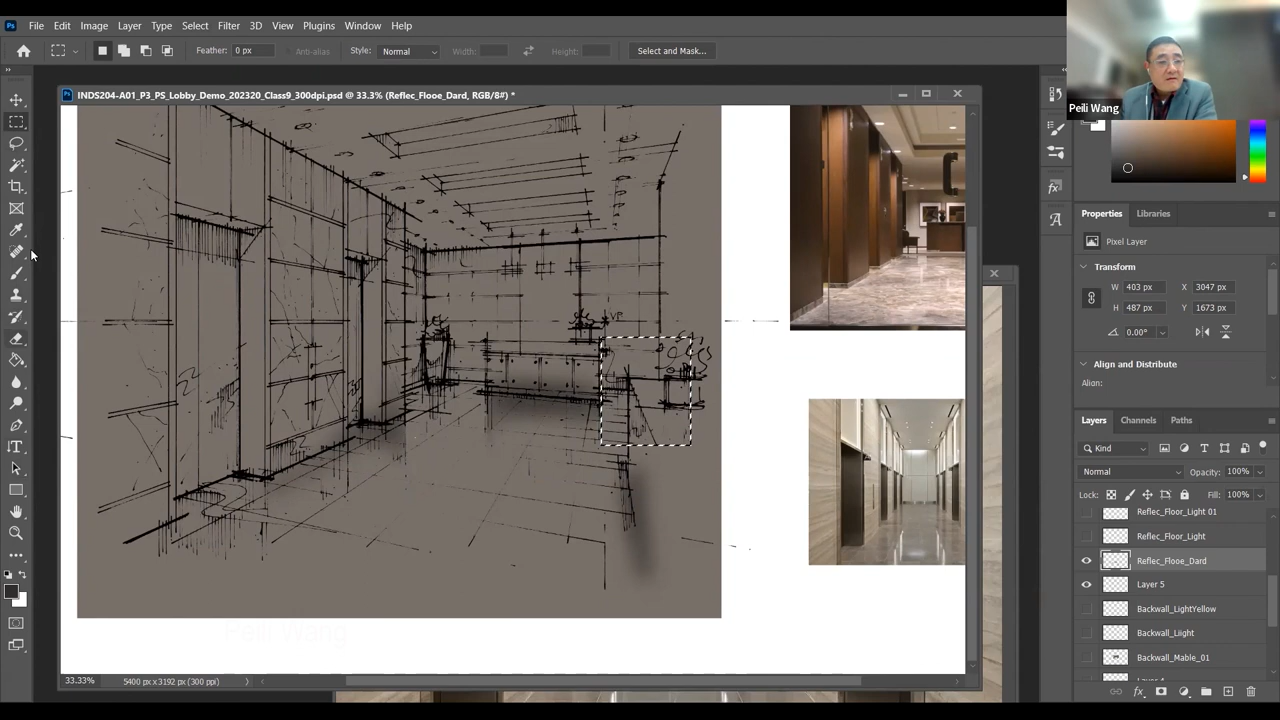 File Edit Image Layer Type Select Filter 3D View Plugins Window Help
Feather: 0 px Anti-alias Style: Normal Width: Height: Select and Mask...
INDS204-A01_P3_PS_Lobby_Demo_202320_Class9_300dpi.psd @ 33.3% (Reflec_Flooe_Dard, RGB/8#) *
Peili Wang
Properties Libraries
Pixel Layer
Transform
W 403 px X 3047 px
H 487 px Y 1673 px
0.00°
Align and Distribute
Align:
Layers Channels Paths
Kind
Normal Opacity: 100%
Lock: Fill: 100%
Reflec_Floor_Light 01
Reflec_Floor_Light
Reflec_Flooe_Dard
Layer 5
Backwall_LightYellow
Backwall_Liight
Backwall_Mable_01
VP
Peili Wang
33.33% 5400 px x 3192 px (300 ppi)